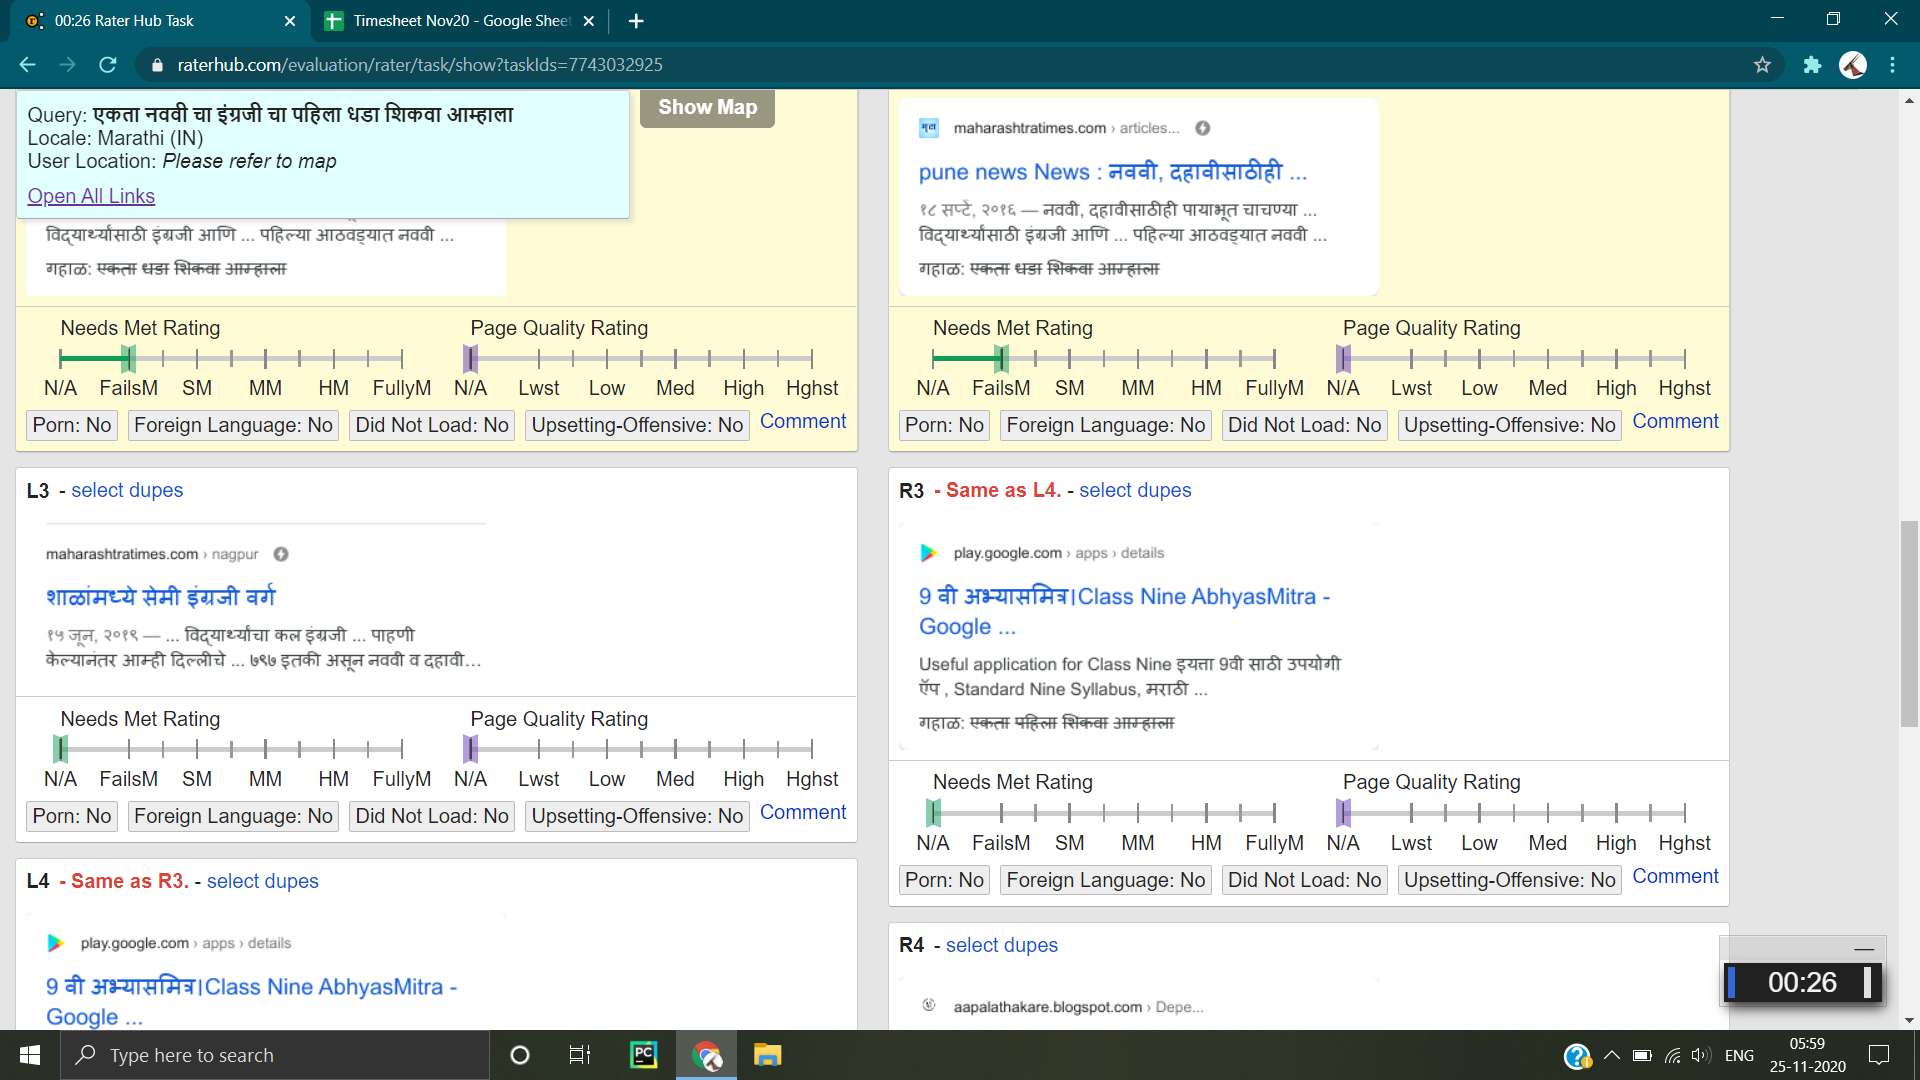 00:26 Rater Hub Task
Timesheet Nov20 - Google Sheet
raterhub.com/evaluation/rater/task/show?taskIds=7743032925
Query: एकता नववी चा इंग्रजी चा पहिला धडा शिकवा आम्हाला
Locale: Marathi (IN)
User Location: Please refer to map
Open All Links
Show Map
विद्यार्थ्यांसाठी इंग्रजी आणि ... पहिल्या आठवड्यात नववी ...
गहाळ: एकता धडा शिकवा आम्हाला
Needs Met Rating
Page Quality Rating
N/A FailsM SM MM HM FullyM
N/A Lwst Low Med High Hghst
Porn: No Foreign Language: No Did Not Load: No Upsetting-Offensive: No Comment
मटा maharashtratimes.com › articles...
pune news News : नववी, दहावीसाठीही ...
१८ सप्टें, २०१६ — नववी, दहावीसाठीही पायाभूत चाचण्या ...
विद्यार्थ्यांसाठी इंग्रजी आणि ... पहिल्या आठवड्यात नववी ...
गहाळ: एकता धडा शिकवा आम्हाला
Needs Met Rating
Page Quality Rating
N/A FailsM SM MM HM FullyM
N/A Lwst Low Med High Hghst
Porn: No Foreign Language: No Did Not Load: No Upsetting-Offensive: No Comment
L3 - select dupes
maharashtratimes.com › nagpur
शाळांमध्ये सेमी इंग्रजी वर्ग
१५ जून, २०१९ — ... विद्यार्थ्यांचा कल इंग्रजी ... पाहणी
केल्यानंतर आम्ही दिल्लीचे ... ७९७ इतकी असून नववी व दहावी...
Needs Met Rating
Page Quality Rating
N/A FailsM SM MM HM FullyM
N/A Lwst Low Med High Hghst
Porn: No Foreign Language: No Did Not Load: No Upsetting-Offensive: No Comment
R3 - Same as L4. - select dupes
play.google.com › apps › details
9 वी अभ्यासमित्र।Class Nine AbhyasMitra -
Google ...
Useful application for Class Nine इयत्ता 9वी साठी उपयोगी
ऍप , Standard Nine Syllabus, मराठी ...
गहाळ: एकता पहिला शिकवा आम्हाला
Needs Met Rating
Page Quality Rating
N/A FailsM SM MM HM FullyM
N/A Lwst Low Med High Hghst
Porn: No Foreign Language: No Did Not Load: No Upsetting-Offensive: No Comment
L4 - Same as R3. - select dupes
play.google.com › apps › details
9 वी अभ्यासमित्र।Class Nine AbhyasMitra -
Google ...
R4 - select dupes
aapalathakare.blogspot.com › Depe...
00:26
Type here to search
PC
ENG
05:59
25-11-2020